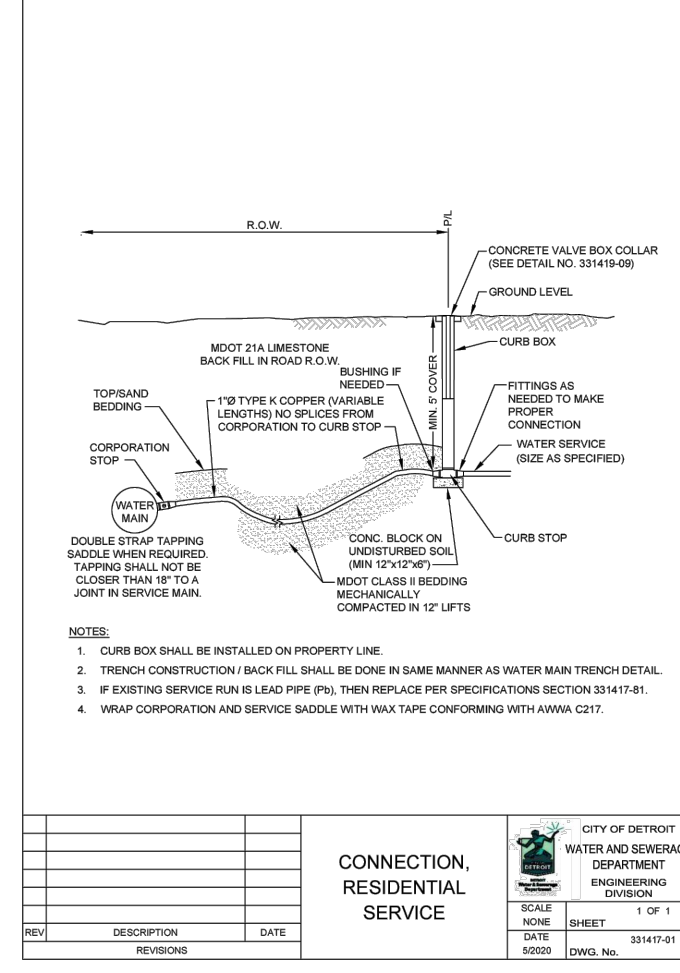 R.O.W.
P/L
CONCRETE VALVE BOX COLLAR
(SEE DETAIL NO. 331419-09)
GROUND LEVEL
CURB BOX
MDOT 21A LIMESTONE
BACK FILL IN ROAD R.O.W.
BUSHING IF
NEEDED
MIN. 5' COVER
FITTINGS AS
NEEDED TO MAKE
PROPER
CONNECTION
TOP/SAND
BEDDING
1"Ø TYPE K COPPER (VARIABLE
LENGTHS) NO SPLICES FROM
CORPORATION TO CURB STOP
WATER SERVICE
(SIZE AS SPECIFIED)
CORPORATION
STOP
WATER
MAIN
DOUBLE STRAP TAPPING
SADDLE WHEN REQUIRED.
TAPPING SHALL NOT BE
CLOSER THAN 18" TO A
JOINT IN SERVICE MAIN.
CONC. BLOCK ON
UNDISTURBED SOIL
(MIN 12"x12"x6")
CURB STOP
MDOT CLASS II BEDDING
MECHANICALLY
COMPACTED IN 12" LIFTS
NOTES:
1. CURB BOX SHALL BE INSTALLED ON PROPERTY LINE.
2. TRENCH CONSTRUCTION / BACK FILL SHALL BE DONE IN SAME MANNER AS WATER MAIN TRENCH DETAIL.
3. IF EXISTING SERVICE RUN IS LEAD PIPE (Pb), THEN REPLACE PER SPECIFICATIONS SECTION 331417-81.
4. WRAP CORPORATION AND SERVICE SADDLE WITH WAX TAPE CONFORMING WITH AWWA C217.
REV DESCRIPTION DATE
REVISIONS
CONNECTION,
RESIDENTIAL
SERVICE
DETROIT
Water & Sewerage
Department
CITY OF DETROIT
WATER AND SEWERAG
DEPARTMENT
ENGINEERING
DIVISION
SCALE
NONE
SHEET 1 OF 1
DATE
5/2020
DWG. No. 331417-01